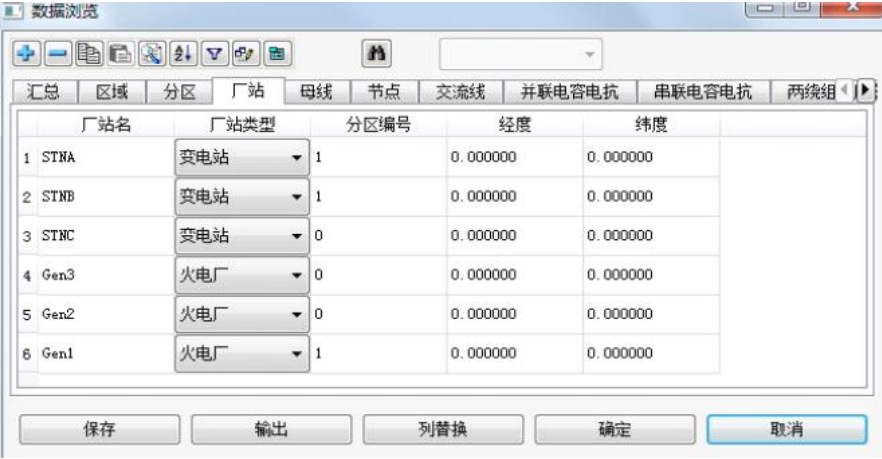 数据浏览
汇总 区域 分区 厂站 母线 节点 交流线 并联电容电抗 串联电容电抗 两绕组
厂站名 厂站类型 分区编号 经度 纬度
1 STNA 变电站 1 0.000000 0.000000
2 STNB 变电站 1 0.000000 0.000000
3 STNC 变电站 0 0.000000 0.000000
4 Gen3 火电厂 0 0.000000 0.000000
5 Gen2 火电厂 0 0.000000 0.000000
6 Gen1 火电厂 1 0.000000 0.000000
保存 输出 列替换 确定 取消